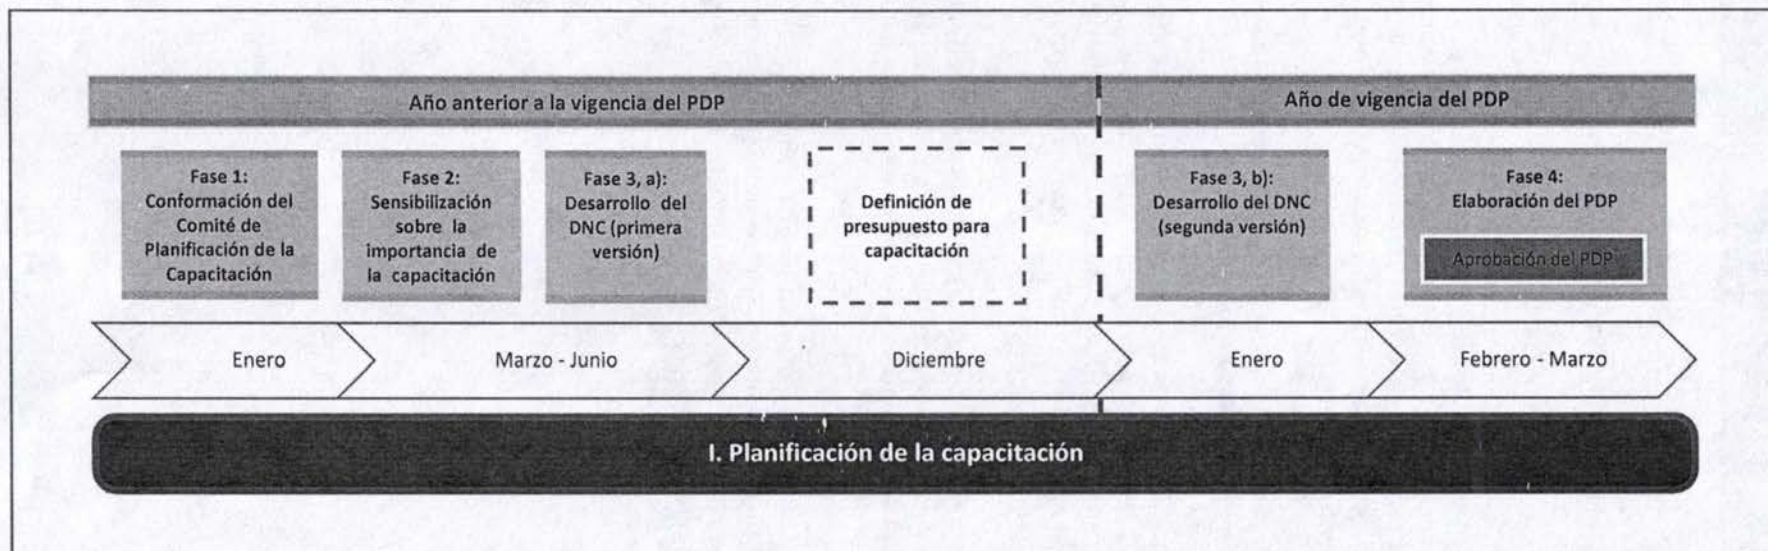 Año anterior a la vigencia del PDP
Año de vigencia del PDP
Fase 1:
Conformación del
Comité de
Planificación de la
Capacitación
Fase 2:
Sensibilización
sobre la
importancia de
la capacitación
Fase 3, a):
Desarrollo del
DNC (primera
versión)
Definición de
presupuesto para
capacitación
Fase 3, b):
Desarrollo del DNC
(segunda versión)
Fase 4:
Elaboración del PDP
Aprobación del PDP
Enero
Marzo - Junio
Diciembre
Enero
Febrero - Marzo
I. Planificación de la capacitación